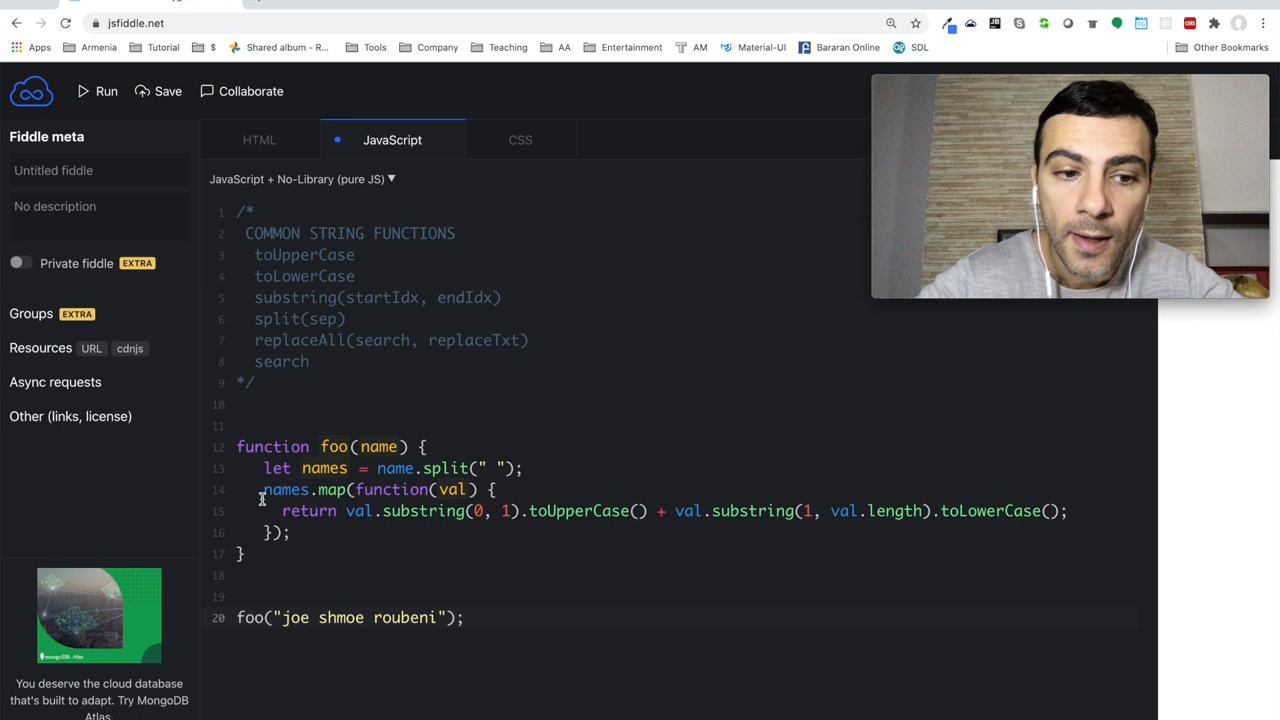 jsfiddle.net
Apps Armenia Tutorial $ Shared album - R... Tools Company Teaching AA Entertainment AM Material-UI Bararan Online SDL Other Bookmarks
Run Save Collaborate
Fiddle meta
Untitled fiddle
No description
Private fiddle EXTRA
Groups EXTRA
Resources URL cdnjs
Async requests
Other (links, license)
mongoDB. Atlas
You deserve the cloud database
that's built to adapt. Try MongoDB
Atlas.
HTML JavaScript CSS
JavaScript + No-Library (pure JS)
1 /*
2 COMMON STRING FUNCTIONS
3 toUpperCase
4 toLowerCase
5 substring(startIdx, endIdx)
6 split(sep)
7 replaceAll(search, replaceTxt)
8 search
9 */
10
11
12 function foo(name) {
13 let names = name.split(" ");
14 names.map(function(val) {
15 return val.substring(0, 1).toUpperCase() + val.substring(1, val.length).toLowerCase();
16 });
17 }
18
19
20 foo("joe shmoe roubeni");